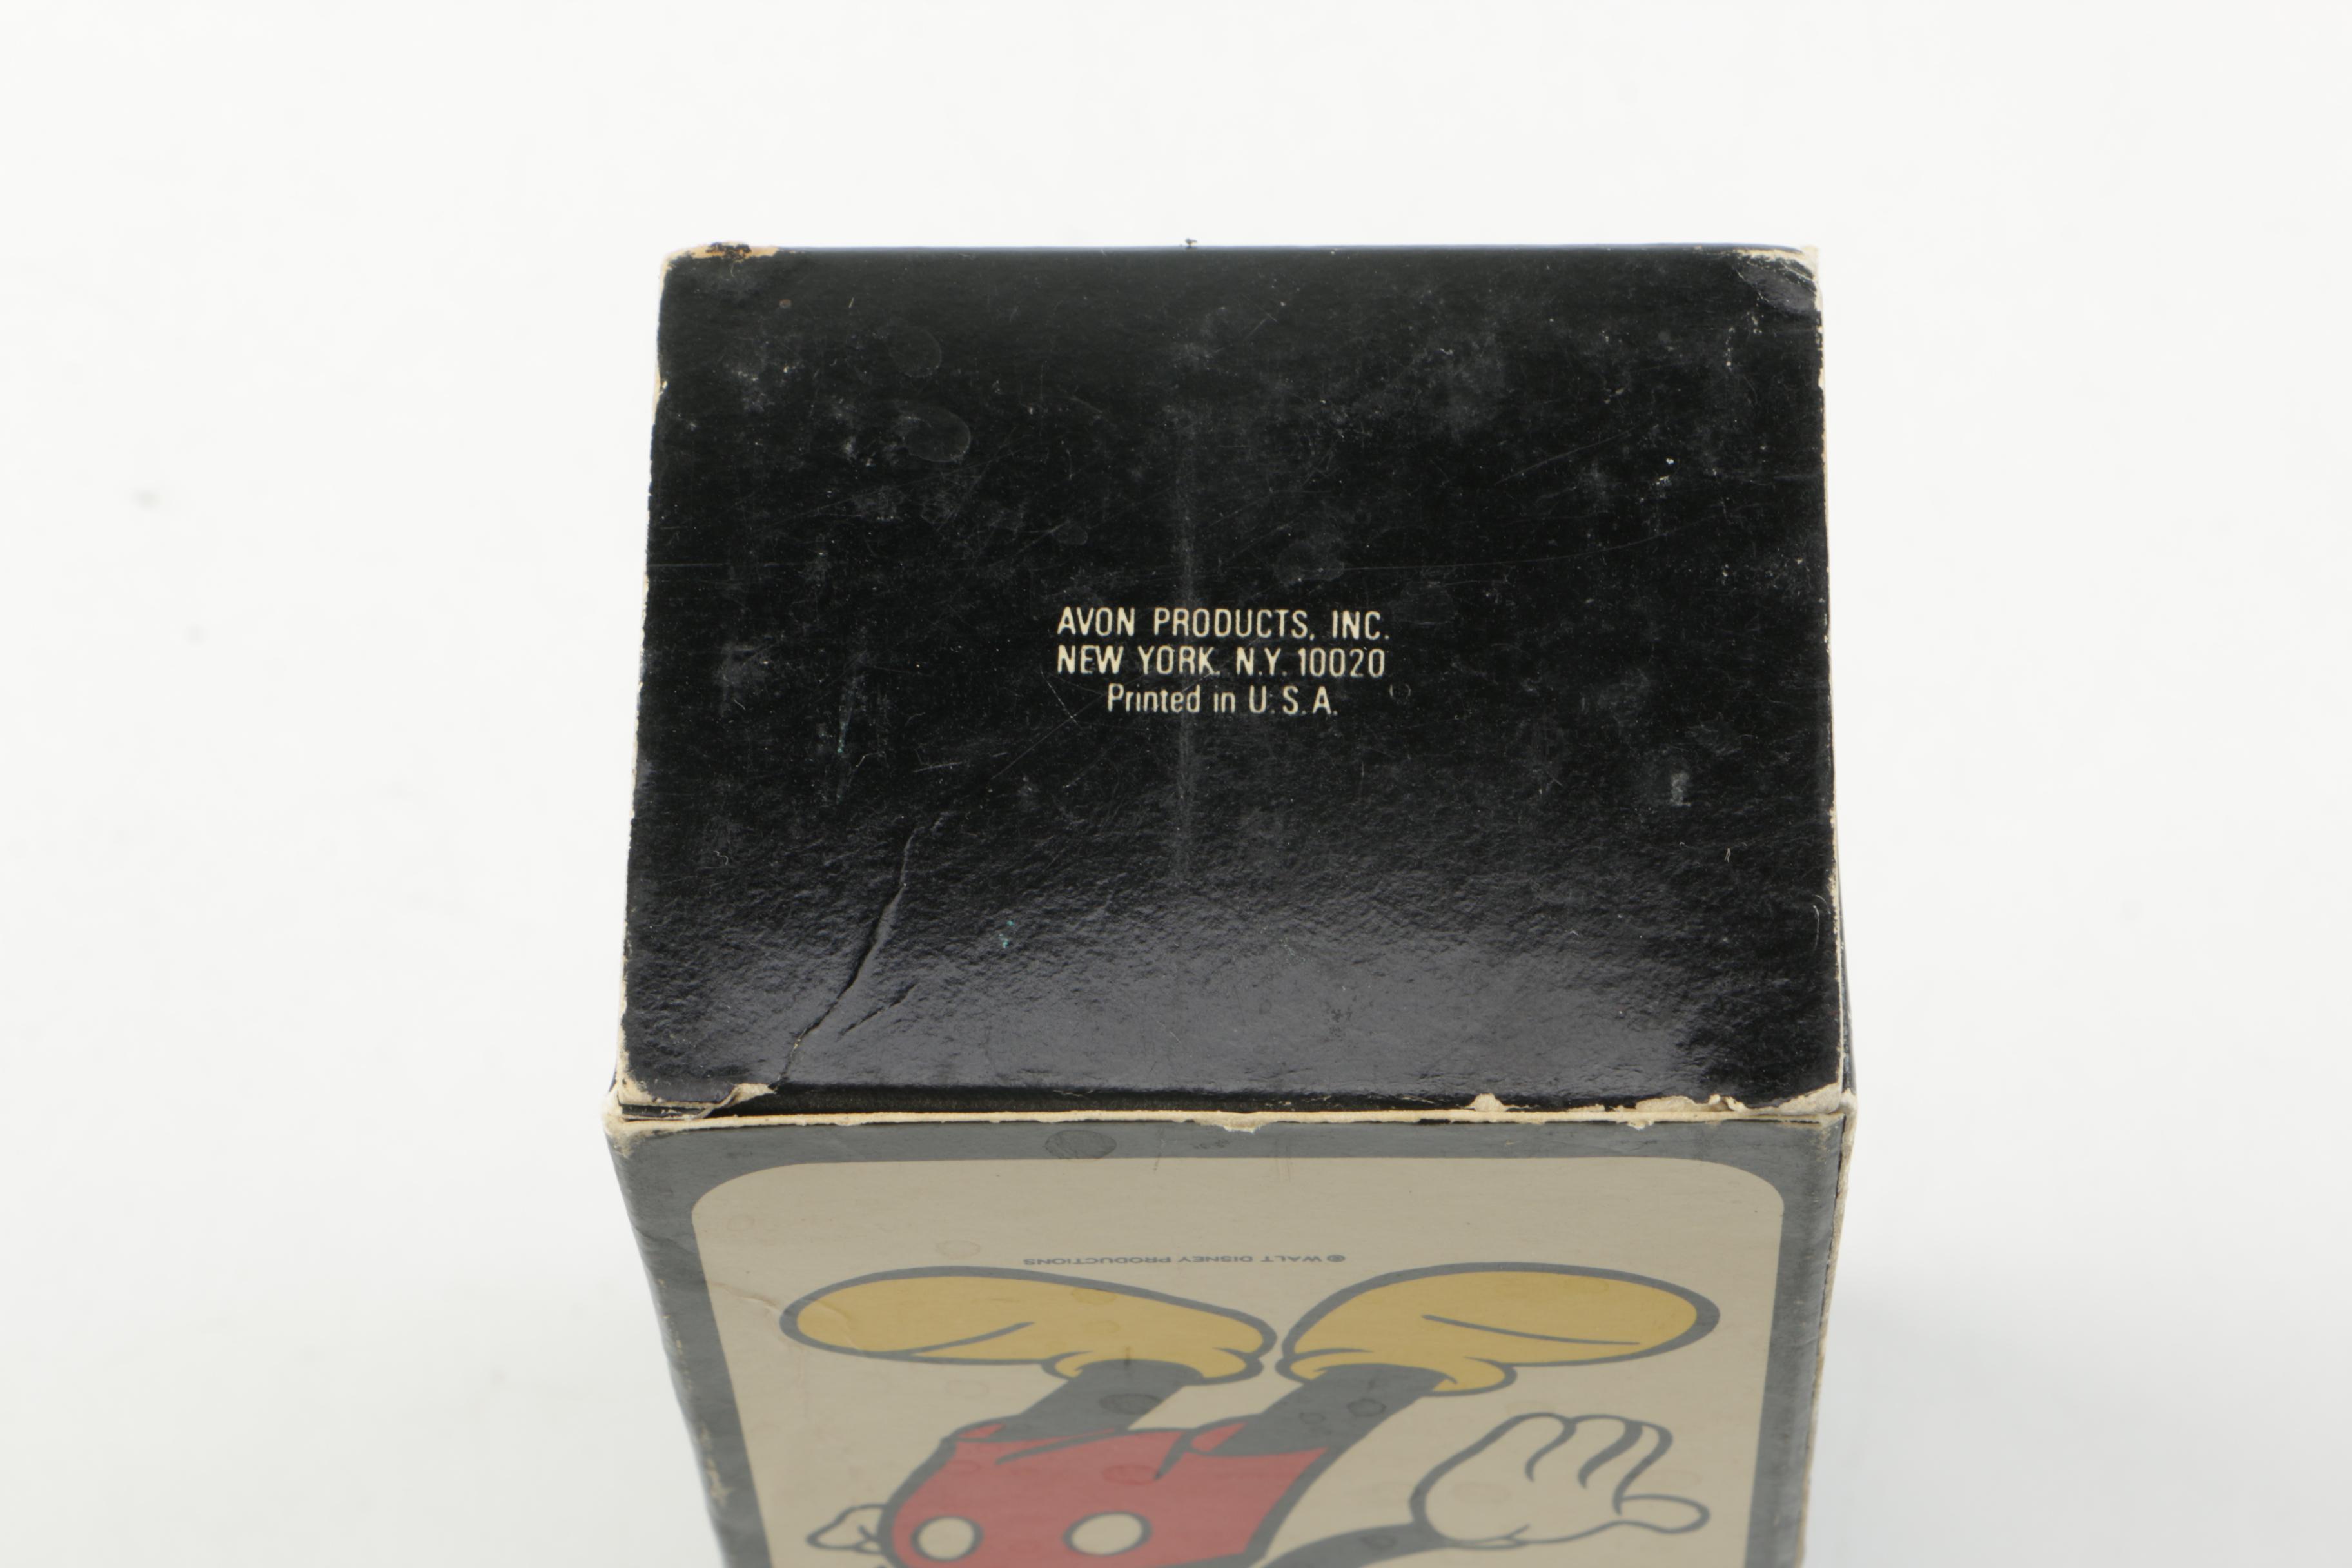 AVON PRODUCTS, INC.
NEW YORK, N.Y. 10020
Printed in U.S.A.
© WALT DISNEY PRODUCTIONS